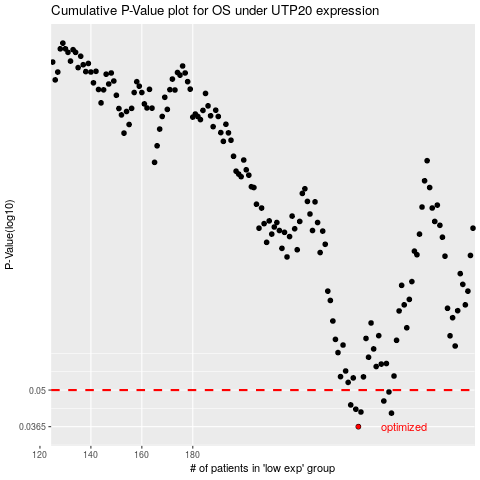 Cumulative P-Value plot for OS under UTP20 expression
P-Value(log10)
0.05
0.0365
optimized
120 140 160 180
# of patients in 'low exp' group